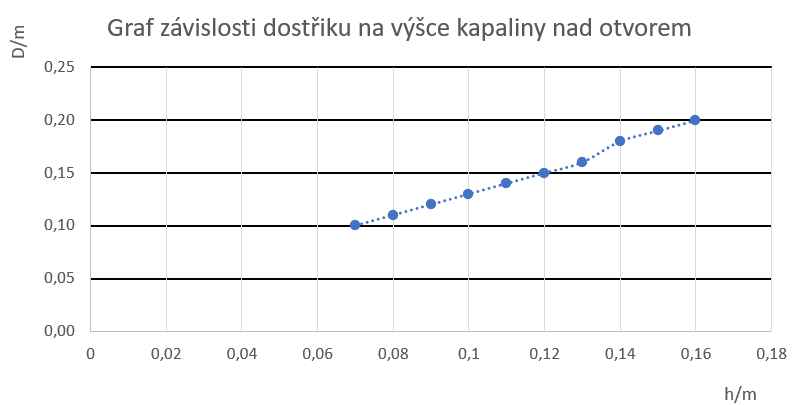 Graf závislosti dostřiku na výšce kapaliny nad otvorem
D/m
0,25
0,20
0,15
0,10
0,05
0,00
0 0,02 0,04 0,06 0,08 0,1 0,12 0,14 0,16 0,18
h/m